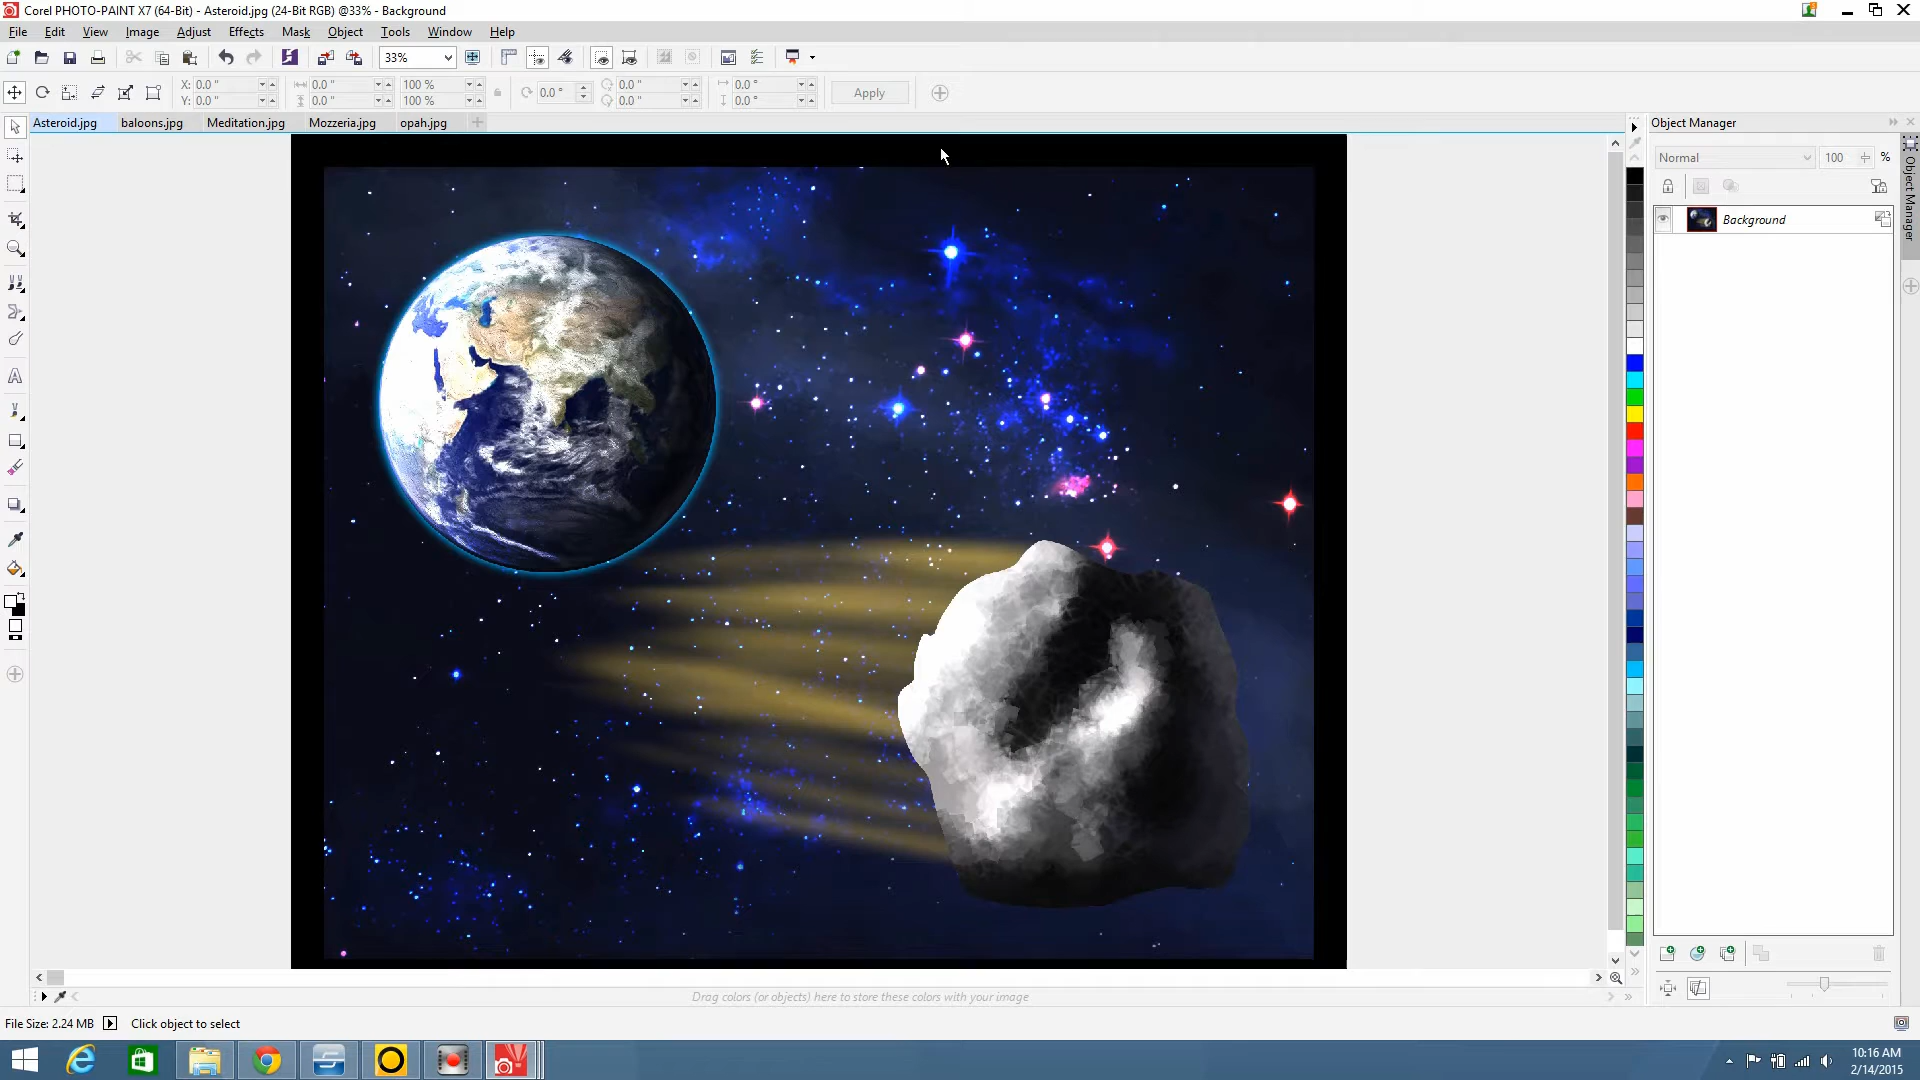 Corel PHOTO-PAINT X7 (64-Bit) - Asteroid.jpg (24-Bit RGB) @33% - Background
File Edit View Image Adjust Effects Mask Object Tools Window Help
33%
X: 0.0 " 0.0 " 100 % 0.0 ° 0.0 " 0.0 ° Apply
Y: 0.0 " 0.0 " 100 % 0.0 " 0.0 °
Asteroid.jpg baloons.jpg Meditation.jpg Mozzeria.jpg opah.jpg
Object Manager
Normal 100 %
Object Manager
Background
Drag colors (or objects) here to store these colors with your image
File Size: 2.24 MB Click object to select
10:16 AM
2/14/2015